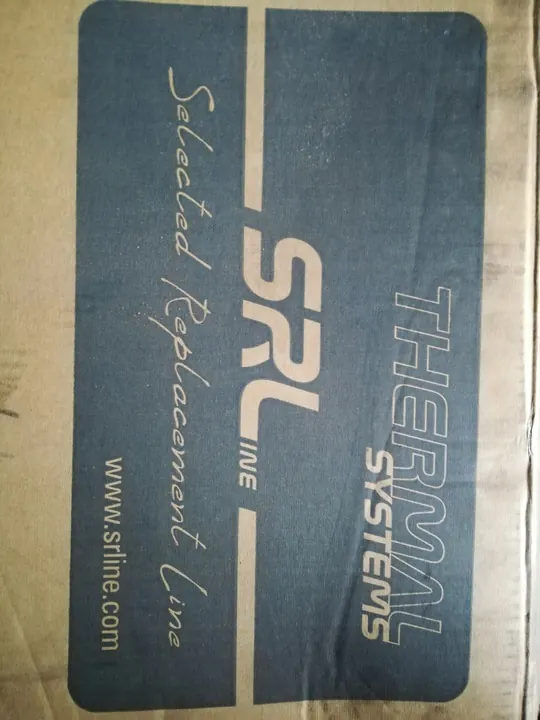 THERMAL
SYSTEMS
SRLINE
Selected Replacement Line
www.srline.com